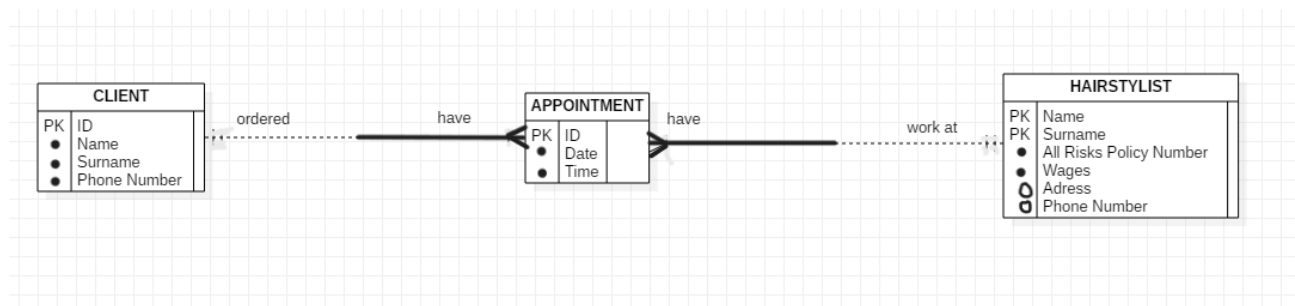 CLIENT
PK ID
Name
Surname
Phone Number
ordered
have
APPOINTMENT
PK ID
Date
Time
have
work at
HAIRSTYLIST
PK Name
PK Surname
All Risks Policy Number
Wages
Adress
Phone Number